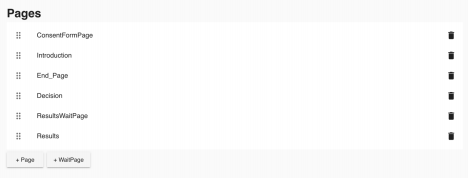 Pages
ConsentFormPage
Introduction
End_Page
Decision
ResultsWaitPage
Results
+ Page
+ WaitPage